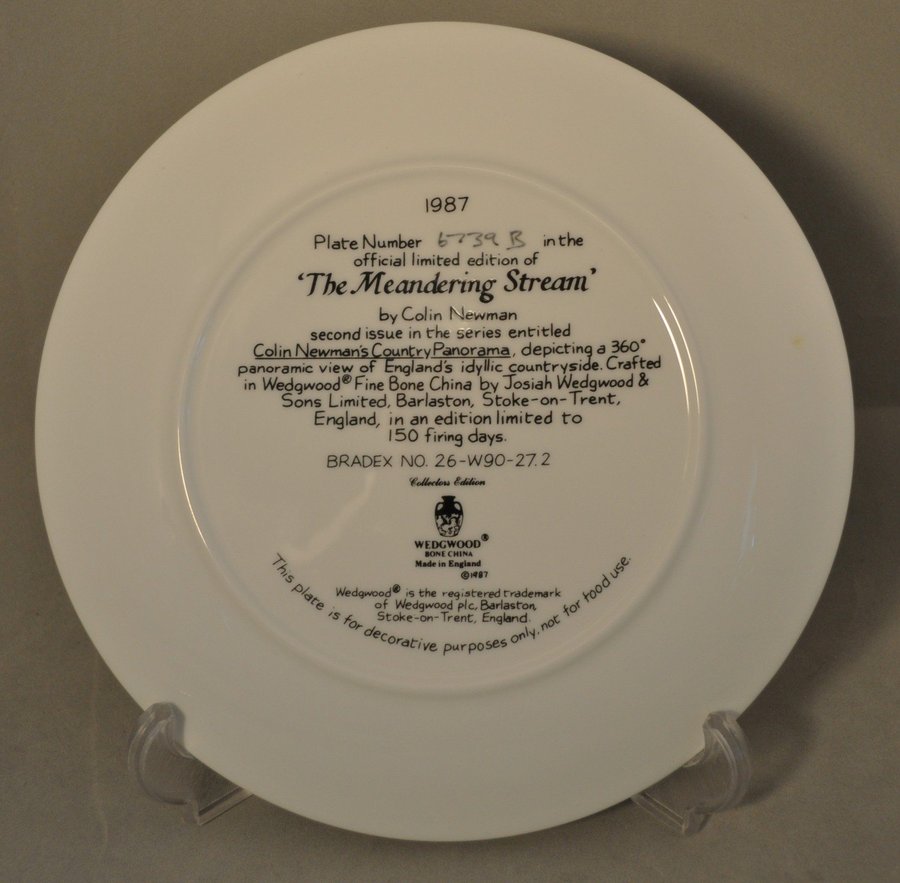 1987
Plate Number 6739 B in the
official limited edition of
‘The Meandering Stream’
by Colin Newman
second issue in the series entitled
Colin Newman's Country Panorama, depicting a 360°
panoramic view of England's idyllic countryside. Crafted
in Wedgwood® Fine Bone China by Josiah Wedgwood &
Sons Limited, Barlaston, Stoke-on-Trent,
England, in an edition limited to
150 firing days.
BRADEX NO. 26-W90-27.2
Collectors Edition
WEDGWOOD®
BONE CHINA
Made in England
©1987
Wedgwood® is the registered trademark
of Wedgwood plc, Barlaston,
Stoke-on-Trent, England.
This plate is for decorative purposes only, not for food use.